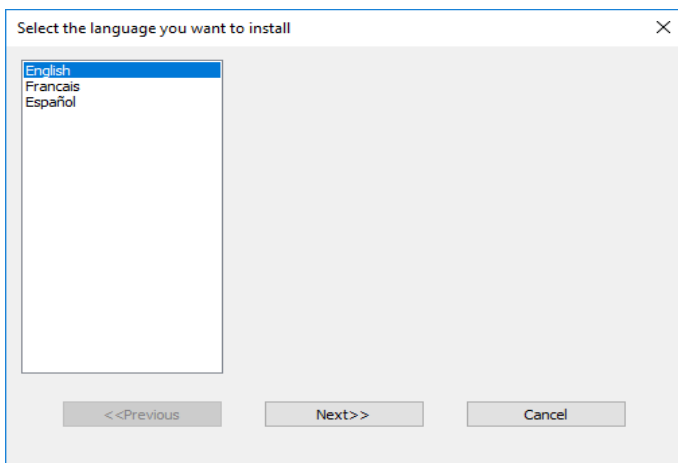 Select the language you want to install
English
Francais
Español
<<Previous
Next>>
Cancel